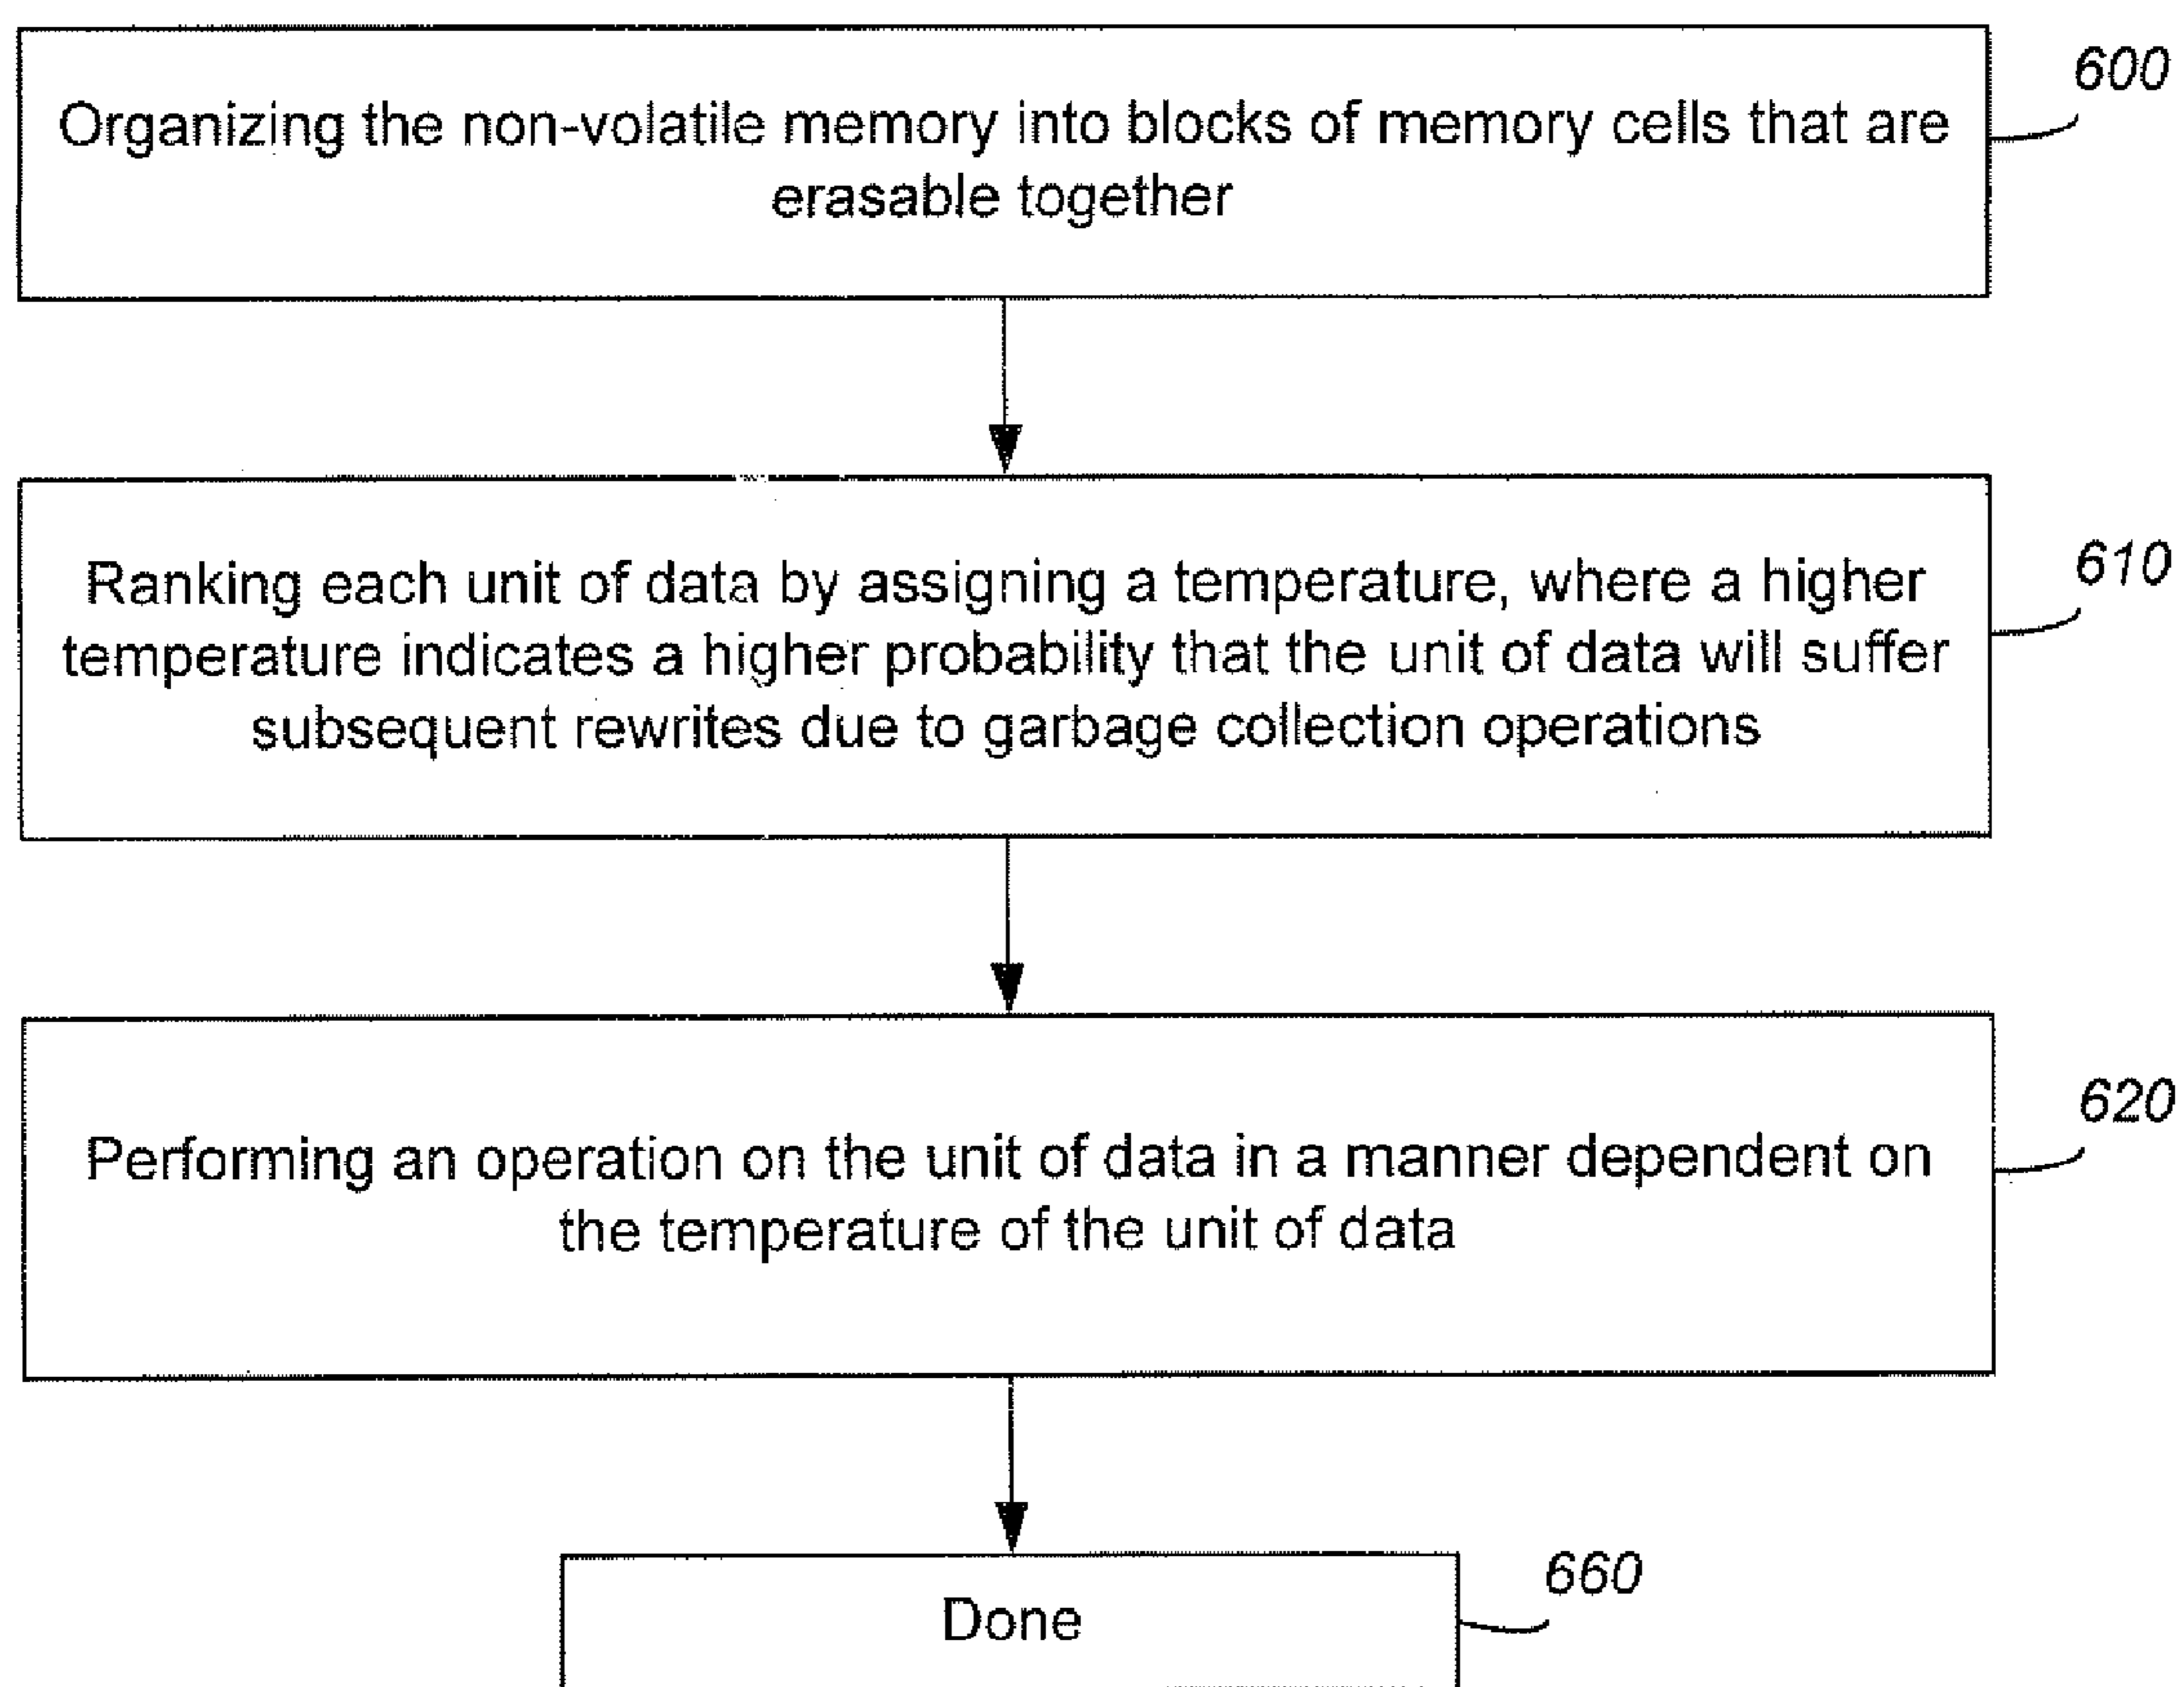 600
Organizing the non-volatile memory into blocks of memory cells that are
erasable together
610
Ranking each unit of data by assigning a temperature, where a higher
temperature indicates a higher probability that the unit of data will suffer
subsequent rewrites due to garbage collection operations
620
Performing an operation on the unit of data in a manner dependent on
the temperature of the unit of data
660
Done